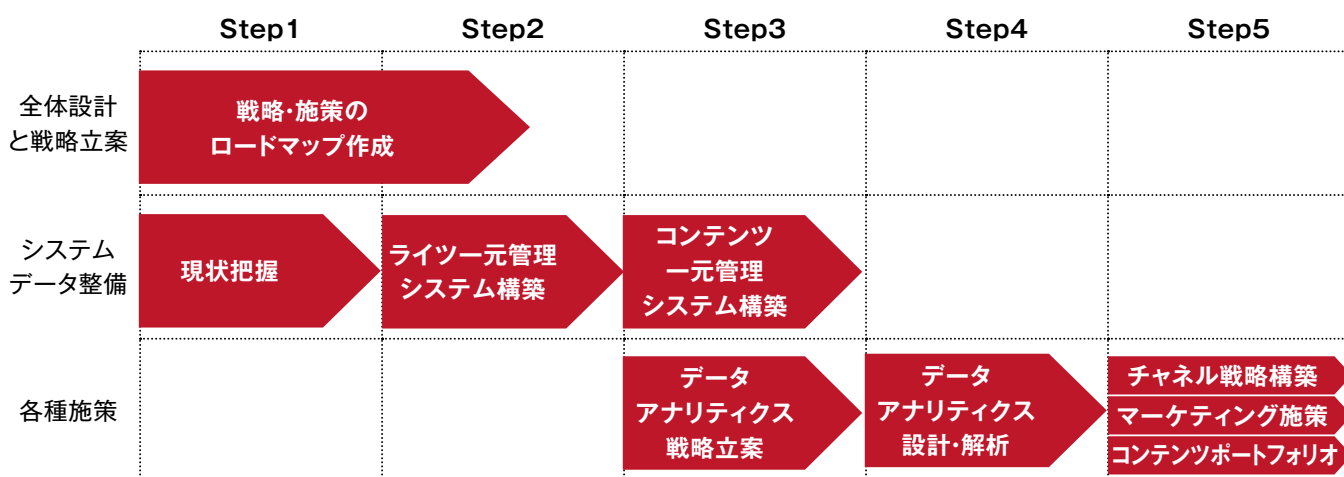 Step1
Step2
Step3
Step4
Step5
全体設計
と戦略立案
戦略・施策の
ロードマップ作成
システム
データ整備
現状把握
ライツ一元管理
システム構築
コンテンツ
一元管理
システム構築
各種施策
データ
アナリティクス
戦略立案
データ
アナリティクス
設計・解析
チャネル戦略構築
マーケティング施策
コンテンツポートフォリオ